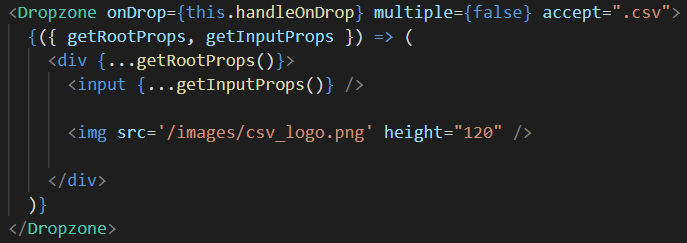 <Dropzone onDrop={this.handleOnDrop} multiple={false} accept=".csv">
  {({ getRootProps, getInputProps }) => (
    <div {...getRootProps()}>
      <input {...getInputProps()} />
      <img src='/images/csv_logo.png' height="120" />
    </div>
  )}
</Dropzone>